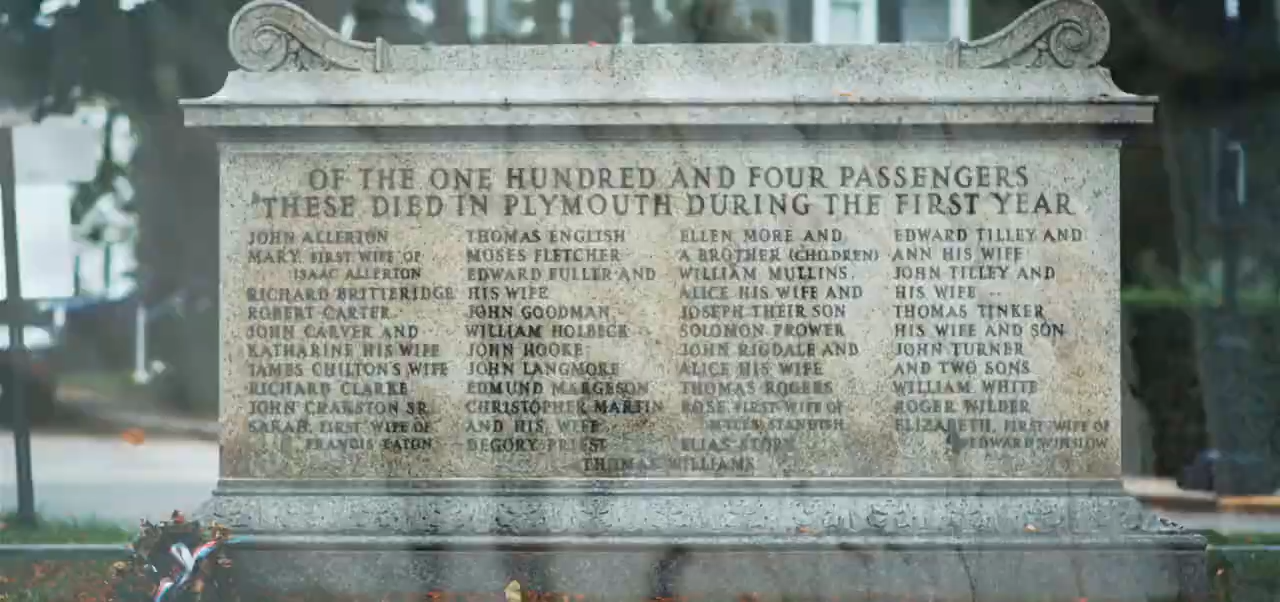 OF THE ONE HUNDRED AND FOUR PASSENGERS
THESE DIED IN PLYMOUTH DURING THE FIRST YEAR
JOHN ALLERTON
MARY, FIRST WIFE OF
ISAAC ALLERTON
RICHARD BRITTERIDGE
ROBERT CARTER
JOHN CARVER AND
KATHARINE HIS WIFE
JAMES CHILTON'S WIFE
RICHARD CLARKE
JOHN CRAKSTON SR.
SARAH, FIRST WIFE OF
FRANCIS EATON
THOMAS ENGLISH
MOSES FLETCHER
EDWARD FULLER AND
HIS WIFE
JOHN GOODMAN
WILLIAM HOLBECK
JOHN HOOKE
JOHN LANGMORE
EDMUND MARGESON
CHRISTOPHER MARTIN
AND HIS WIFE
DEGORY PRIEST
ELLEN MORE AND
A BROTHER (CHILDREN)
WILLIAM MULLINS,
ALICE HIS WIFE AND
JOSEPH THEIR SON
SOLOMON PROWER
JOHN RIGDALE AND
ALICE HIS WIFE
THOMAS ROGERS
ROSE, FIRST WIFE OF
MYLES STANDISH
ELIAS STORY
EDWARD TILLEY AND
ANN HIS WIFE
JOHN TILLEY AND
HIS WIFE
THOMAS TINKER
HIS WIFE AND SON
JOHN TURNER
AND TWO SONS
WILLIAM WHITE
ROGER WILDER
ELIZABETH, FIRST WIFE OF
EDWARD WINSLOW
THOMAS WILLIAMS